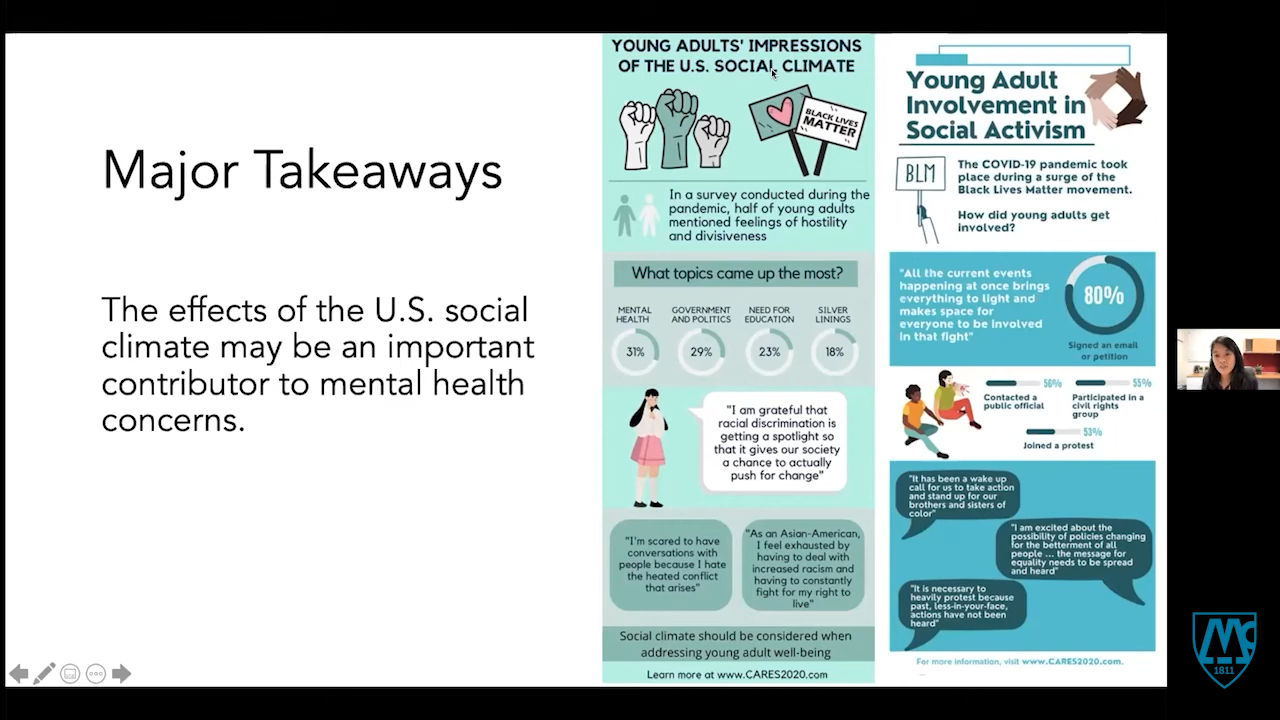 Major Takeaways
The effects of the U.S. social
climate may be an important
contributor to mental health
concerns.
YOUNG ADULTS' IMPRESSIONS
OF THE U.S. SOCIAL CLIMATE
BLACK LIVES
MATTER
In a survey conducted during the
pandemic, half of young adults
mentioned feelings of hostility
and divisiveness
What topics came up the most?
MENTAL
HEALTH
GOVERNMENT
AND POLITICS
NEED FOR
EDUCATION
SILVER
LININGS
31%
29%
23%
18%
"I am grateful that
racial discrimination is
getting a spotlight so
that it gives our society
a chance to actually
push for change"
"I'm scared to have
conversations with
people because I hate
the heated conflict
that arises"
"As an Asian-American,
I feel exhausted by
having to deal with
increased racism and
having to constantly
fight for my right to
live"
Social climate should be considered when
addressing young adult well-being
Learn more at www.CARES2020.com
Young Adult
Involvement in
Social Activism
BLM
The COVID-19 pandemic took
place during a surge of the
Black Lives Matter movement.
How did young adults get
involved?
"All the current events
happening at once brings
everything to light and
makes space for
everyone to be involved
in that fight"
80%
Signed an email
or petition
56%
Contacted a
public official
55%
Participated in a
civil rights
group
53%
Joined a protest
"It has been a wake up
call for us to take action
and stand up for our
brothers and sisters of
color"
"I am excited about the
possibility of policies changing
for the betterment of all
people ... the message for
equality needs to be spread
and heard"
"It is necessary to
heavily protest because
past, less-in-your-face,
actions have not been
heard"
For more information, visit www.CARES2020.com.
1811